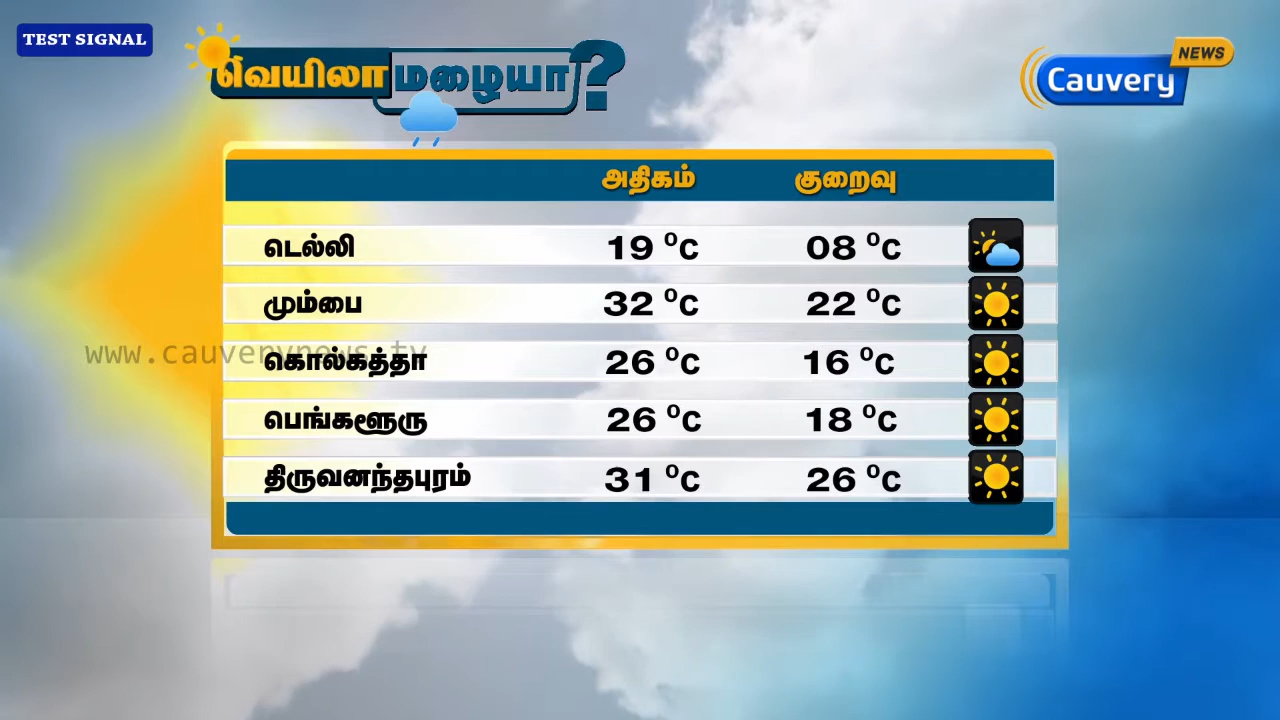 TEST SIGNAL
வெயிலா மழையா?
Cauvery NEWS
அதிகம் குறைவு
டெல்லி 19 °C 08 °C
மும்பை 32 °C 22 °C
www.cauverynews.tv
கொல்கத்தா 26 °C 16 °C
பெங்களூரு 26 °C 18 °C
திருவனந்தபுரம் 31 °C 26 °C